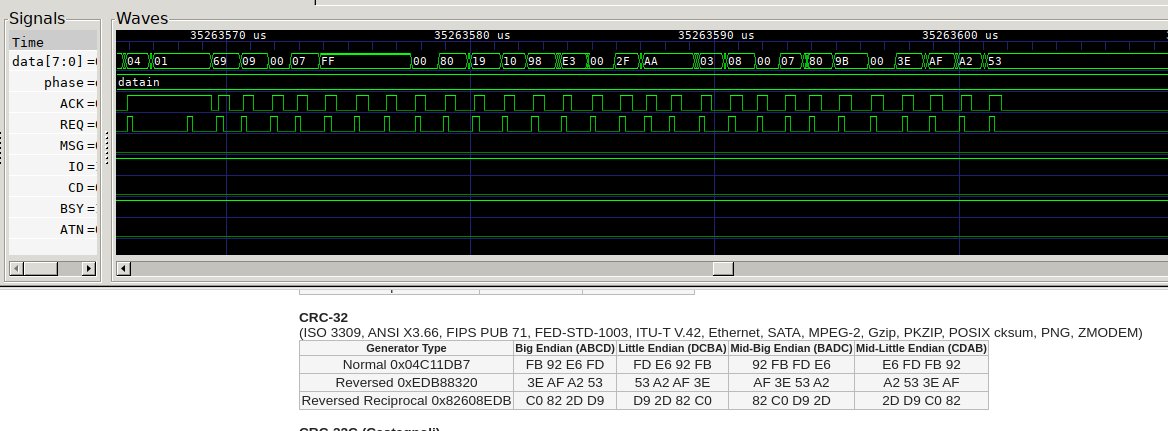 Signals
Waves
Time
35263570 us 35263580 us 35263590 us 35263600 us
data[7:0]=
04 01 69 09 00 07 FF 00 80 19 10 98 E3 00 2F AA 03 08 00 07 80 9B 00 3E AF A2 53
phase=
datain
ACK=
REQ=
MSG=
IO=
CD=
BSY=
ATN=
CRC-32
(ISO 3309, ANSI X3.66, FIPS PUB 71, FED-STD-1003, ITU-T V.42, Ethernet, SATA, MPEG-2, Gzip, PKZIP, POSIX cksum, PNG, ZMODEM)
Generator Type Big Endian (ABCD) Little Endian (DCBA) Mid-Big Endian (BADC) Mid-Little Endian (CDAB)
Normal 0x04C11DB7 FB 92 E6 FD FD E6 92 FB 92 FB FD E6 E6 FD FB 92
Reversed 0xEDB88320 3E AF A2 53 53 A2 AF 3E AF 3E 53 A2 A2 53 3E AF
Reversed Reciprocal 0x82608EDB C0 82 2D D9 D9 2D 82 C0 82 C0 D9 2D 2D D9 C0 82